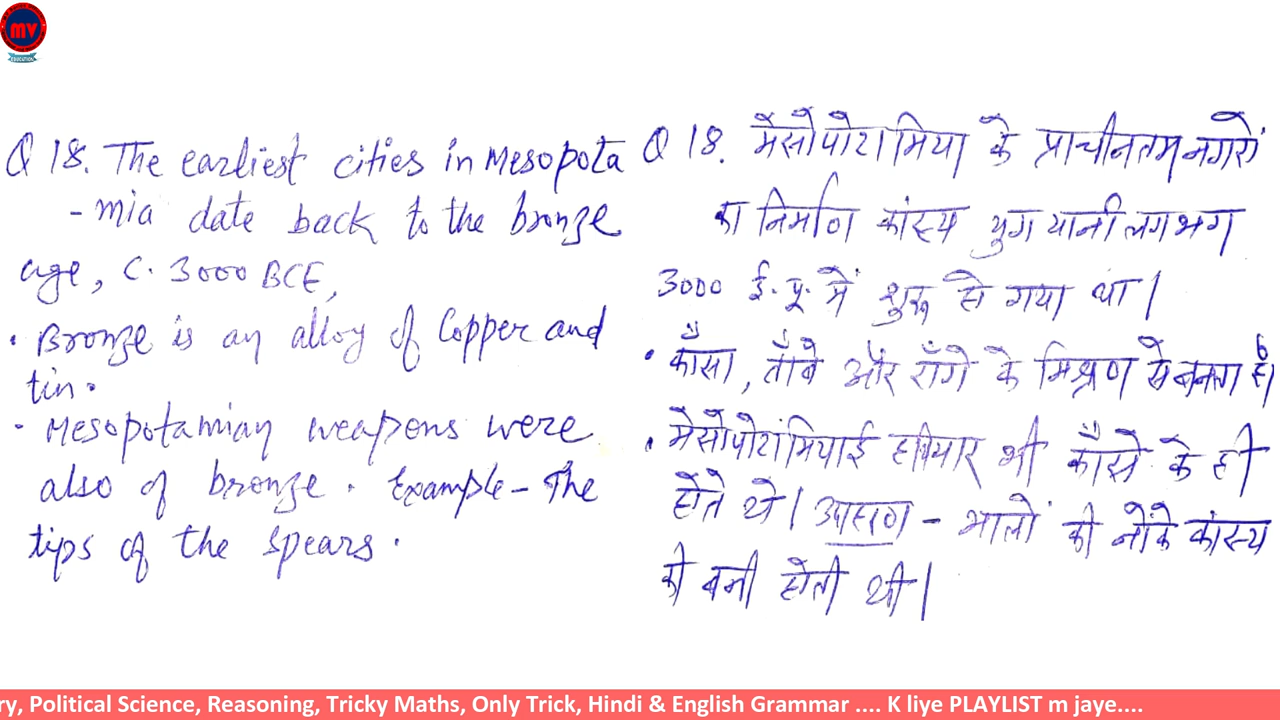 mv
EDUCATION
Q 18. The earliest cities in Mesopota
- mia date back to the bronze
age, C. 3000 BCE,
• Bronze is an alloy of Copper and
tin.
• Mesopotamian weapons were
also of bronze. Example - The
tips of the spears.
Q 18. मेसोपोटामिया के प्राचीनतम नगरों
का निर्माण कांस्य युग यानी लगभग
3000 ई. पू. में शुरू हो गया था।
• काँसा, ताँबे और राँगे के मिश्रण से बनता है।
• मेसोपोटांमियाई हथियार भी काँसे के ही
होते थे। उदाहरण - भालों की नोंके कांस्य
की बनी होती थी।
ry, Political Science, Reasoning, Tricky Maths, Only Trick, Hindi & English Grammar .... K liye PLAYLIST m jaye....